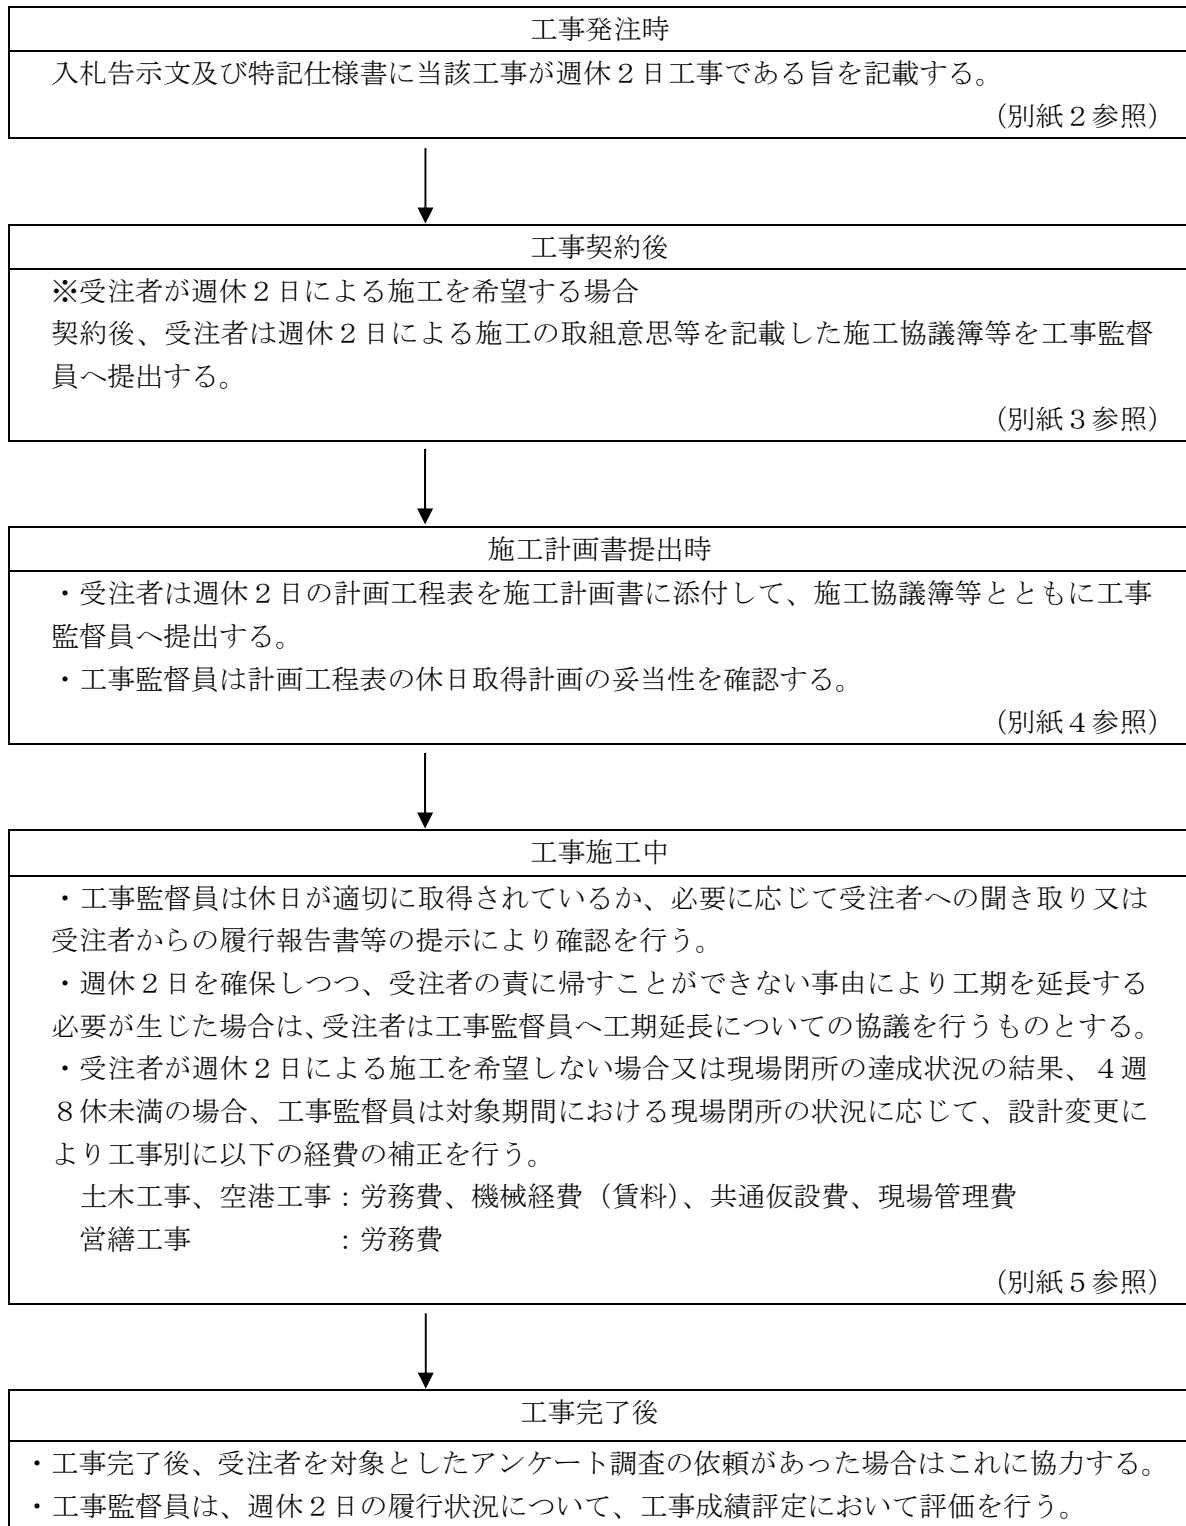 工事発注時
入札告示文及び特記仕様書に当該工事が週休２日工事である旨を記載する。
（別紙２参照）
工事契約後
※受注者が週休２日による施工を希望する場合
契約後、受注者は週休２日による施工の取組意思等を記載した施工協議簿等を工事監督
員へ提出する。
（別紙３参照）
施工計画書提出時
・受注者は週休２日の計画工程表を施工計画書に添付して、施工協議簿等とともに工事
監督員へ提出する。
・工事監督員は計画工程表の休日取得計画の妥当性を確認する。
（別紙４参照）
工事施工中
・工事監督員は休日が適切に取得されているか、必要に応じて受注者への聞き取り又は
受注者からの履行報告書等の提示により確認を行う。
・週休２日を確保しつつ、受注者の責に帰すことができない事由により工期を延長する
必要が生じた場合は、受注者は工事監督員へ工期延長についての協議を行うものとする。
・受注者が週休２日による施工を希望しない場合又は現場閉所の達成状況の結果、４週
８休未満の場合、工事監督員は対象期間における現場閉所の状況に応じて、設計変更に
より工事別に以下の経費の補正を行う。
土木工事、空港工事：労務費、機械経費（賃料）、共通仮設費、現場管理費
営繕工事　　　　　：労務費
（別紙５参照）
工事完了後
・工事完了後、受注者を対象としたアンケート調査の依頼があった場合はこれに協力する。
・工事監督員は、週休２日の履行状況について、工事成績評定において評価を行う。